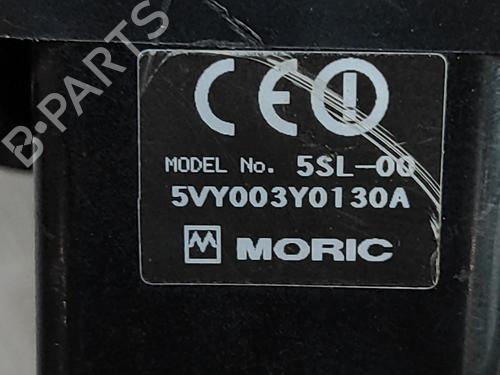 B-PARTS
CE
MODEL No. 5SL-00
5VY003Y0130A
M MORIC